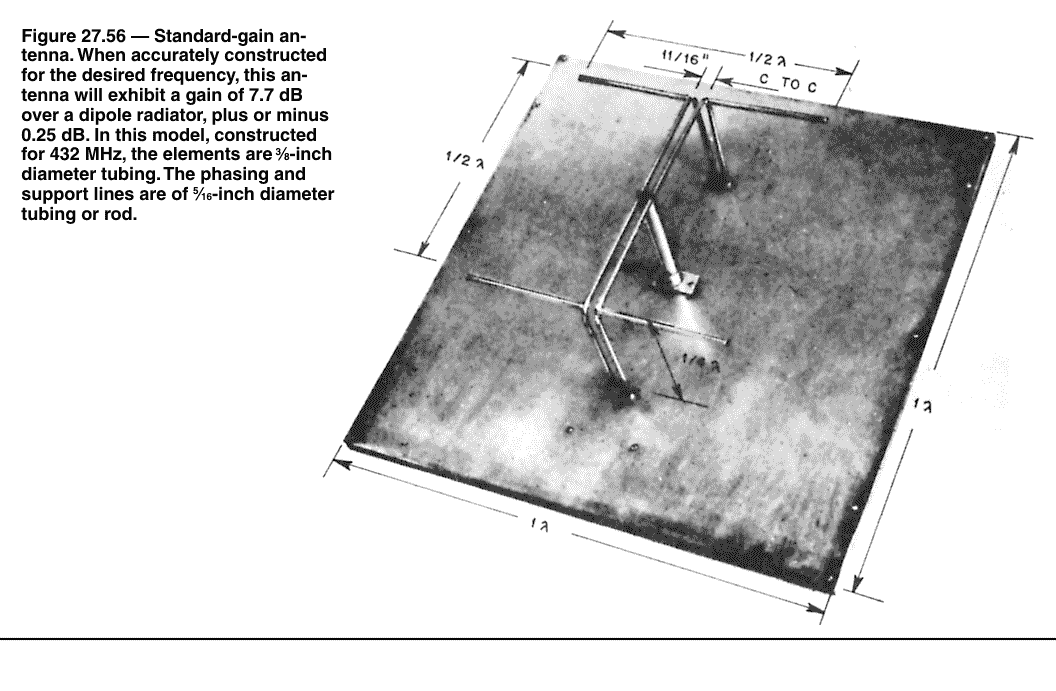 Figure 27.56 — Standard-gain an-
tenna. When accurately constructed
for the desired frequency, this an-
tenna will exhibit a gain of 7.7 dB
over a dipole radiator, plus or minus
0.25 dB. In this model, constructed
for 432 MHz, the elements are ⅜-inch
diameter tubing. The phasing and
support lines are of 5⁄16-inch diameter
tubing or rod.
11/16" 1/2 λ
C TO C
1/2 λ
1/4 λ
1 λ
1 λ